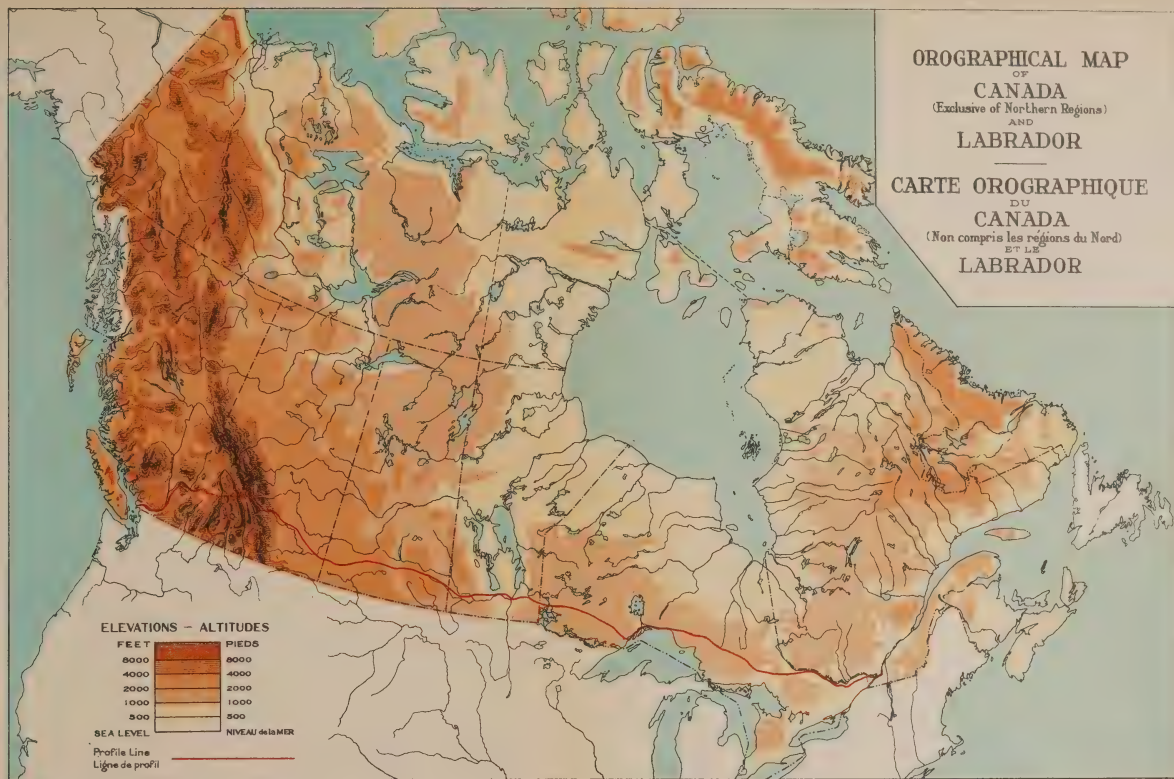 OROGRAPHICAL MAP
OF
CANADA
(Exclusive of Northern Regions)
AND
LABRADOR
CARTE OROGRAPHIQUE
DU
CANADA
(Non compris les régions du Nord)
ET LE
LABRADOR
ELEVATIONS – ALTITUDES
FEET PIEDS
8000 8000
4000 4000
2000 2000
1000 1000
500 500
SEA LEVEL NIVEAU de la MER
Profile Line
Ligne de profil